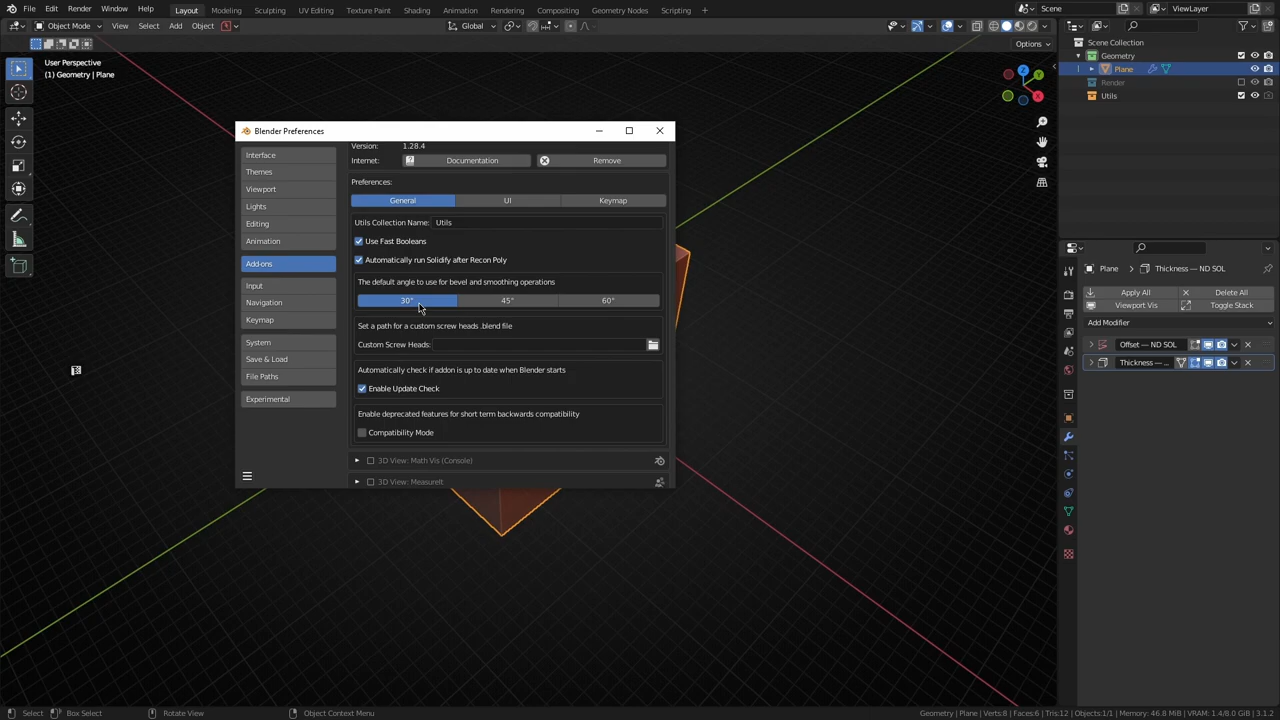 File Edit Render Window Help Layout Modeling Sculpting UV Editing Texture Paint Shading Animation Rendering Compositing Geometry Nodes Scripting + Scene ViewLayer
Object Mode View Select Add Object Global
Options
User Perspective
(1) Geometry | Plane
Z
Y
X
Scene Collection
Geometry
Plane
Render
Utils
Blender Preferences
Interface
Themes
Viewport
Lights
Editing
Animation
Add-ons
Input
Navigation
Keymap
System
Save & Load
File Paths
Experimental
Version: 1.28.4
Internet: Documentation Remove
Preferences:
General UI Keymap
Utils Collection Name: Utils
Use Fast Booleans
Automatically run Solidify after Recon Poly
The default angle to use for bevel and smoothing operations
30° 45° 60°
Set a path for a custom screw heads .blend file
Custom Screw Heads:
Automatically check if addon is up to date when Blender starts
Enable Update Check
Enable deprecated features for short term backwards compatibility
Compatibility Mode
3D View: Math Vis (Console)
3D View: MeasureIt
Plane > Thickness — ND SOL
Apply All Delete All
Viewport Vis Toggle Stack
Add Modifier
Offset — ND SOL
Thickness — ...
Select Box Select Rotate View Object Context Menu Geometry | Plane | Verts:8 | Faces:6 | Tris:12 | Objects:1/1 | Memory: 46.8 MiB | VRAM: 1.4/8.0 GiB | 3.1.2